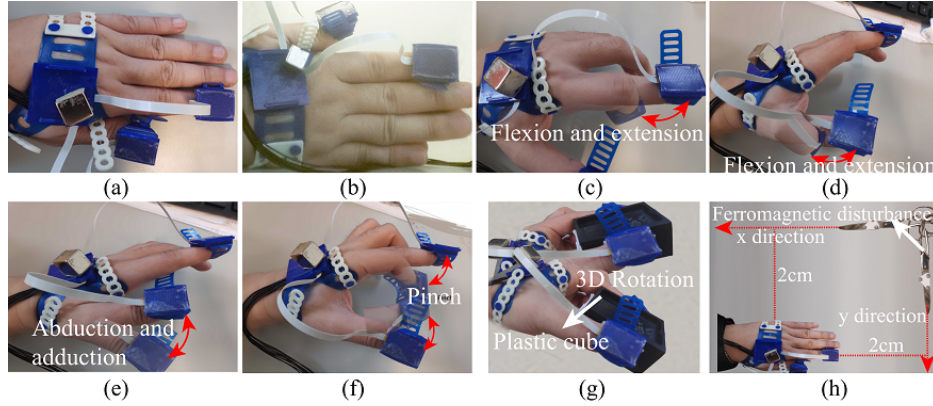 (a)
(b)
Flexion and extension
(c)
Flexion and extension
(d)
Abduction and
adduction
(e)
Pinch
(f)
3D Rotation
Plastic cube
(g)
Ferromagnetic disturbance
x direction
2cm
y direction
2cm
(h)